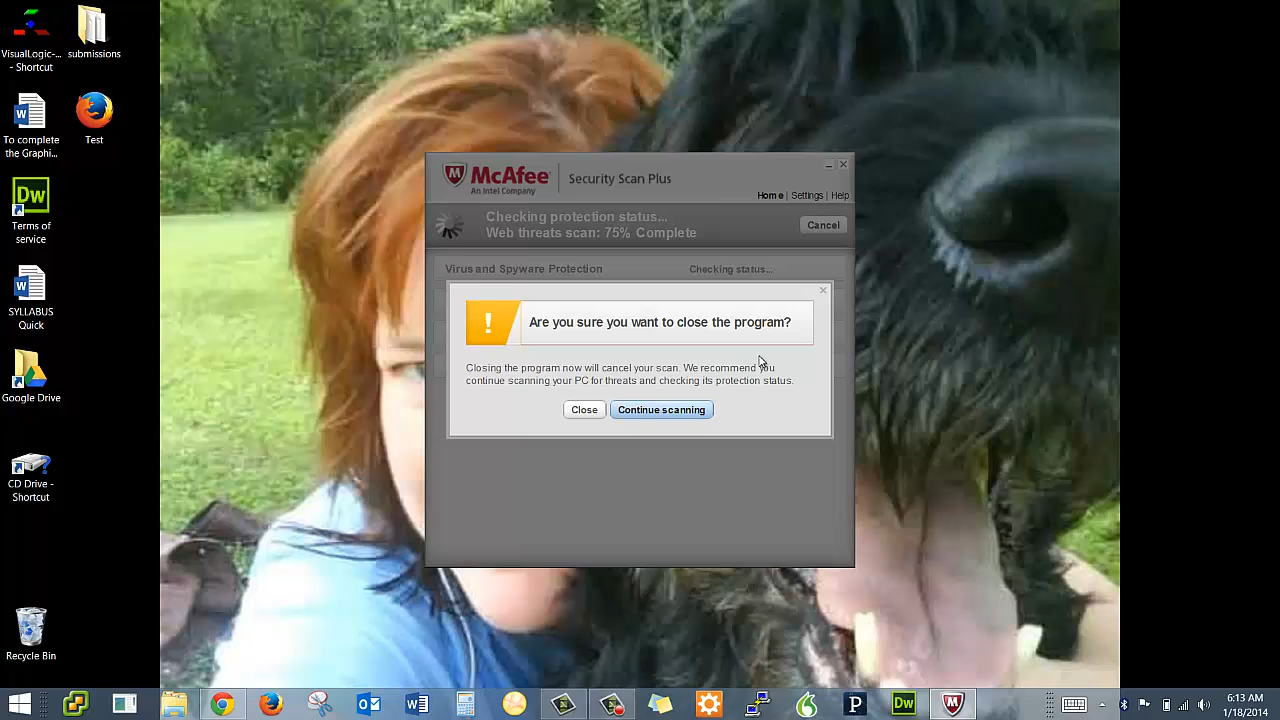 VisualLogic-...
- Shortcut
submissions
To complete
the Graphi...
Test
Dw
Terms of
service
SYLLABUS
Quick
Google Drive
CD Drive -
Shortcut
Recycle Bin
McAfee
An Intel Company
Security Scan Plus
Home | Settings | Help
Checking protection status...
Web threats scan: 75% Complete
Cancel
Virus and Spyware Protection
Checking status...
! Are you sure you want to close the program?
Closing the program now will cancel your scan. We recommend you
continue scanning your PC for threats and checking its protection status.
Close
Continue scanning
P
Dw
6:13 AM
1/18/2014